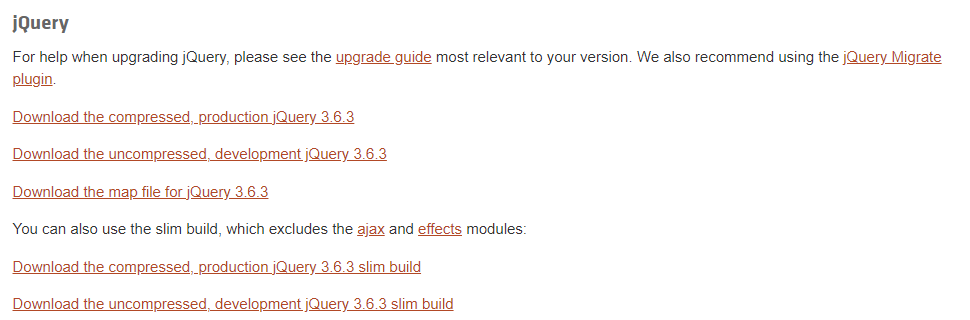 jQuery
For help when upgrading jQuery, please see the upgrade guide most relevant to your version. We also recommend using the jQuery Migrate
plugin.
Download the compressed, production jQuery 3.6.3
Download the uncompressed, development jQuery 3.6.3
Download the map file for jQuery 3.6.3
You can also use the slim build, which excludes the ajax and effects modules:
Download the compressed, production jQuery 3.6.3 slim build
Download the uncompressed, development jQuery 3.6.3 slim build